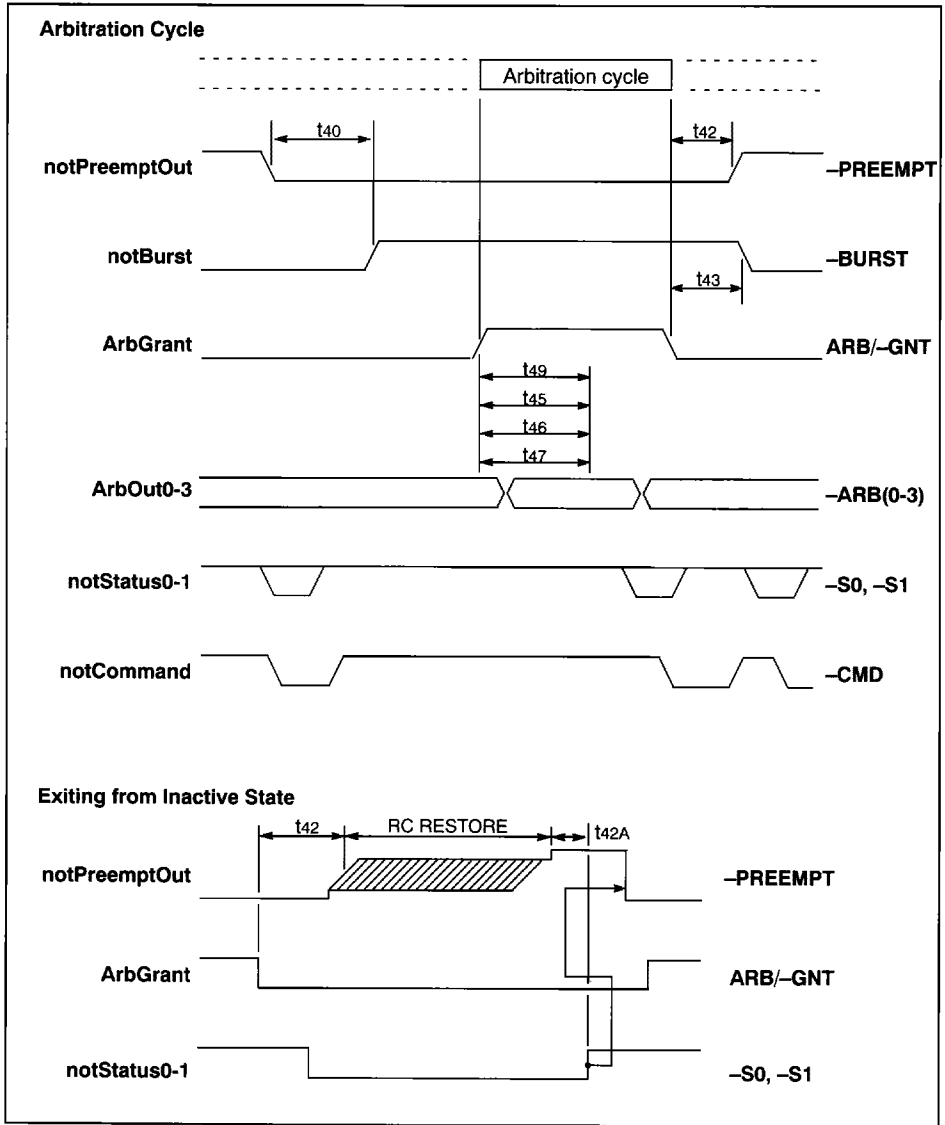 Arbitration Cycle
Arbitration cycle
t40
t42
notPreemptOut
–PREEMPT
notBurst
–BURST
t43
ArbGrant
ARB/–GNT
t49
t45
t46
t47
ArbOut0-3
–ARB(0-3)
notStatus0-1
–S0, –S1
notCommand
–CMD
Exiting from Inactive State
t42
RC RESTORE
t42A
notPreemptOut
–PREEMPT
ArbGrant
ARB/–GNT
notStatus0-1
–S0, –S1